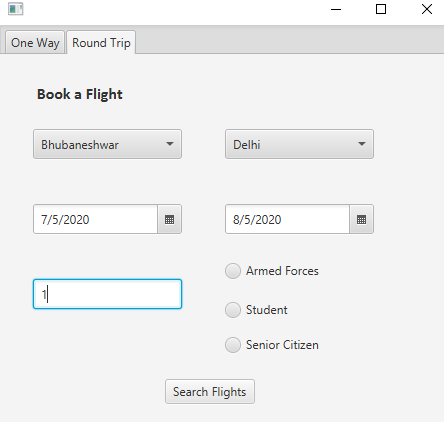 One Way Round Trip
Book a Flight
Bhubaneshwar Delhi
7/5/2020 8/5/2020
1
Armed Forces
Student
Senior Citizen
Search Flights